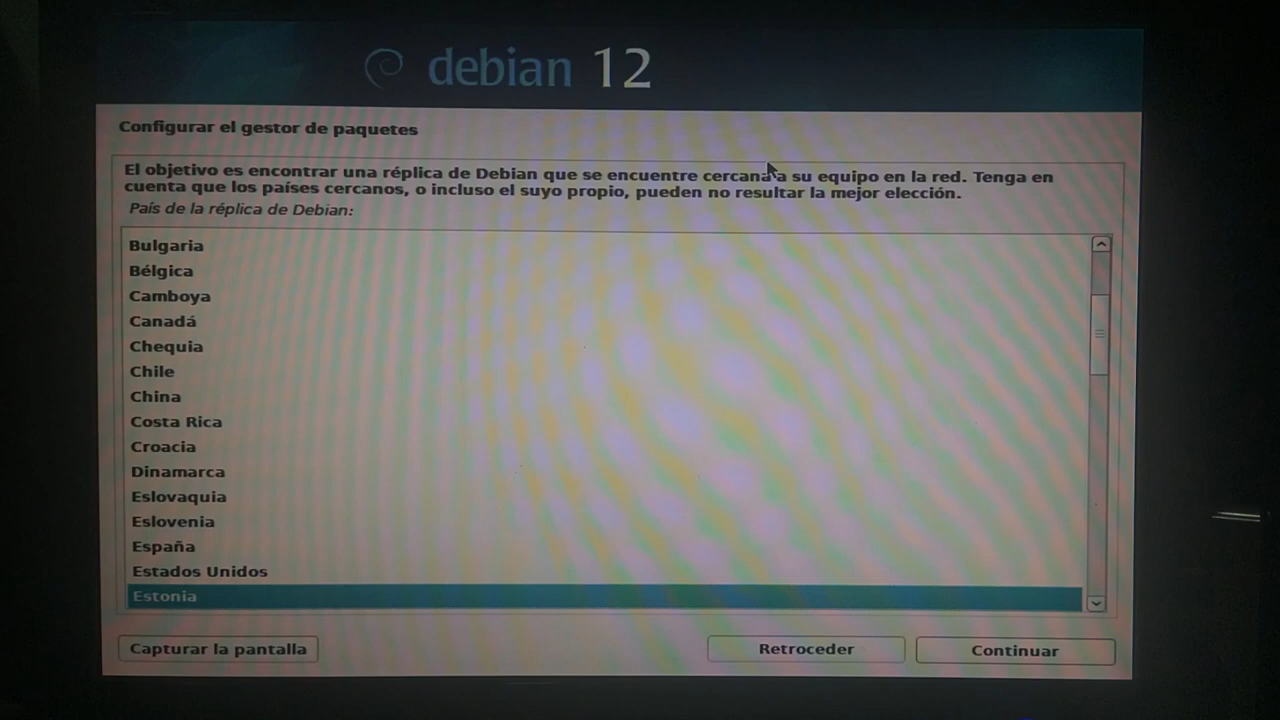 debian 12
Configurar el gestor de paquetes
El objetivo es encontrar una réplica de Debian que se encuentre cercana a su equipo en la red. Tenga en
cuenta que los países cercanos, o incluso el suyo propio, pueden no resultar la mejor elección.
País de la réplica de Debian:
Bulgaria
Bélgica
Camboya
Canadá
Chequia
Chile
China
Costa Rica
Croacia
Dinamarca
Eslovaquia
Eslovenia
España
Estados Unidos
Estonia
Capturar la pantalla
Retroceder
Continuar